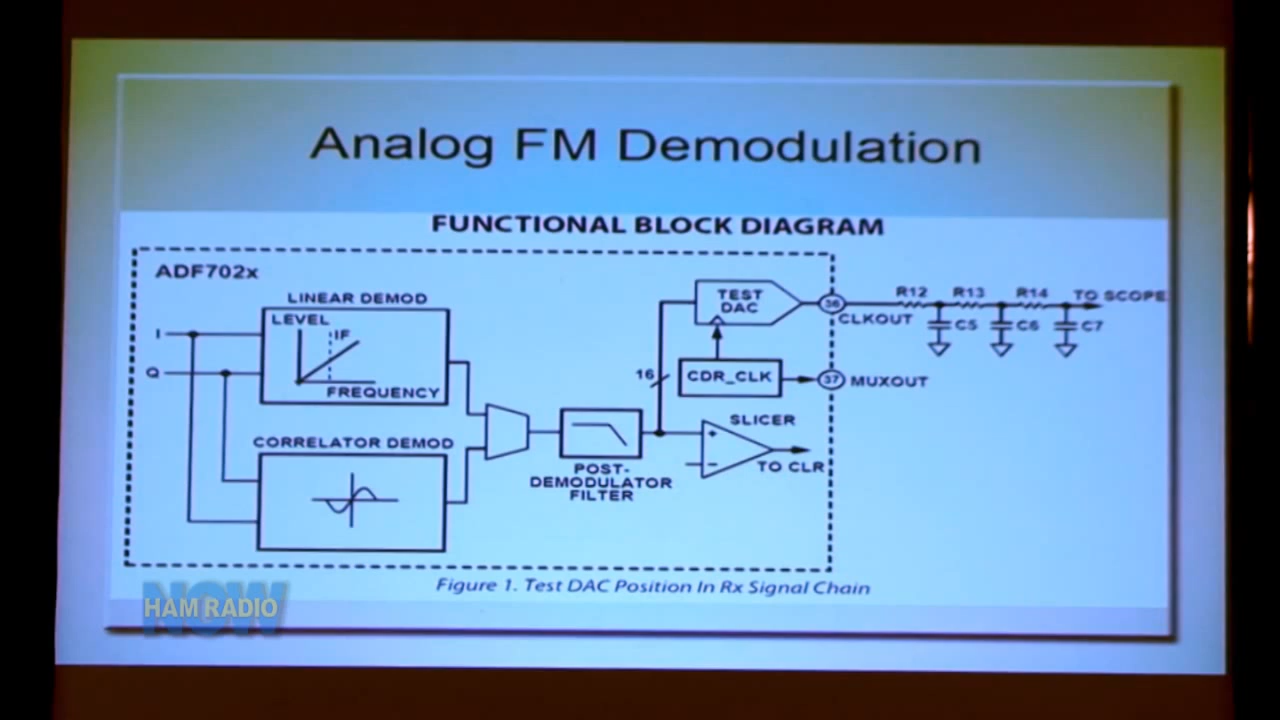 Analog FM Demodulation
FUNCTIONAL BLOCK DIAGRAM
ADF702x
LINEAR DEMOD
LEVEL
IF
FREQUENCY
I
Q
CORRELATOR DEMOD
POST-
DEMODULATOR
FILTER
16
TEST
DAC
CDR_CLK
SLICER
+
−
TO CLR
36
CLKOUT
37
MUXOUT
R12
R13
R14
TO SCOPE
C5
C6
C7
Figure 1. Test DAC Position In Rx Signal Chain
NOW
HAM RADIO